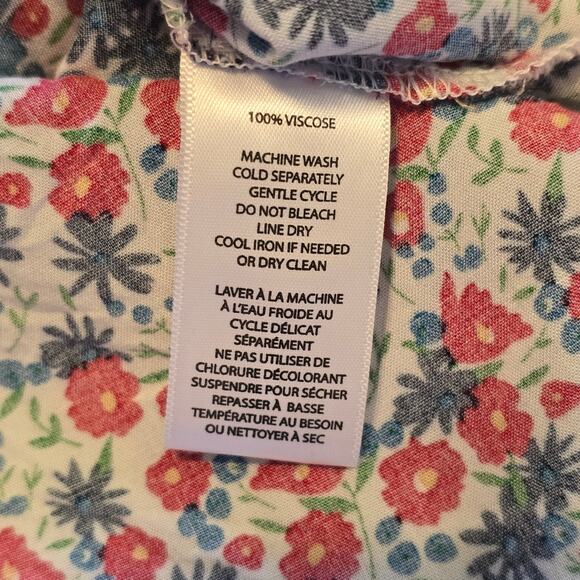 100% VISCOSE
MACHINE WASH
COLD SEPARATELY
GENTLE CYCLE
DO NOT BLEACH
LINE DRY
COOL IRON IF NEEDED
OR DRY CLEAN
LAVER À LA MACHINE
À L'EAU FROIDE AU
CYCLE DÉLICAT
SÉPARÉMENT
NE PAS UTILISER DE
CHLORURE DÉCOLORANT
SUSPENDRE POUR SÉCHER
REPASSER À BASSE
TEMPÉRATURE AU BESOIN
OU NETTOYER À SEC